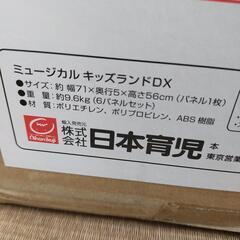 ミュージカル キッズランドDX
●サイズ:約 幅71×奥行5×高さ56cm (パネル1枚)
●重 量:約9.6kg (6パネルセット)
●材 質:ポリエチレン、ポリプロピレン、ABS 樹脂
輸入発売元
Nihonikuji
株式会社 日本育児 本
東京営業